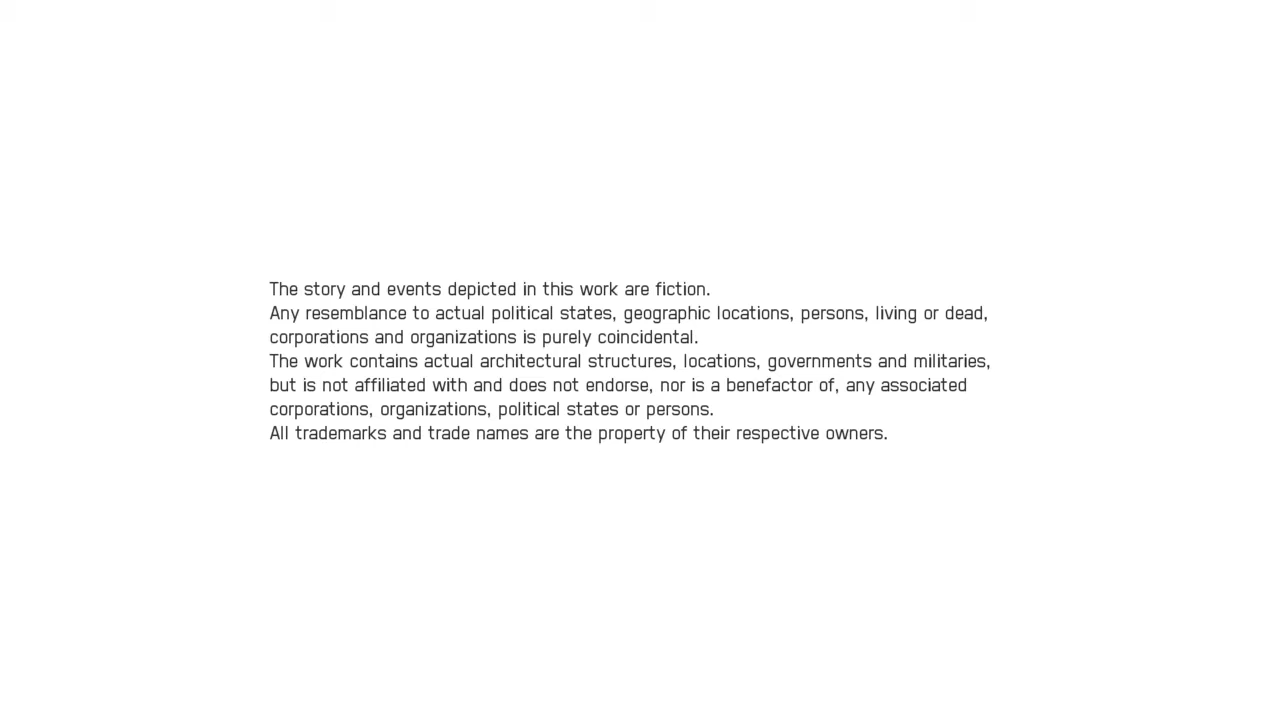 The story and events depicted in this work are fiction.
Any resemblance to actual political states, geographic locations, persons, living or dead,
corporations and organizations is purely coincidental.
The work contains actual architectural structures, locations, governments and militaries,
but is not affiliated with and does not endorse, nor is a benefactor of, any associated
corporations, organizations, political states or persons.
All trademarks and trade names are the property of their respective owners.